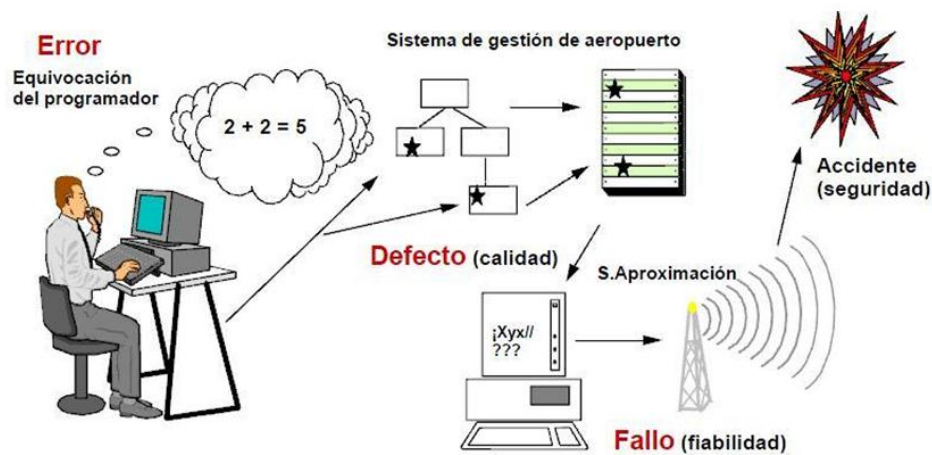 Error
Equivocación
del programador
2 + 2 = 5
Sistema de gestión de aeropuerto
Accidente
(seguridad)
Defecto (calidad)
S.Aproximación
¡Xyx//
???
Fallo (fiabilidad)